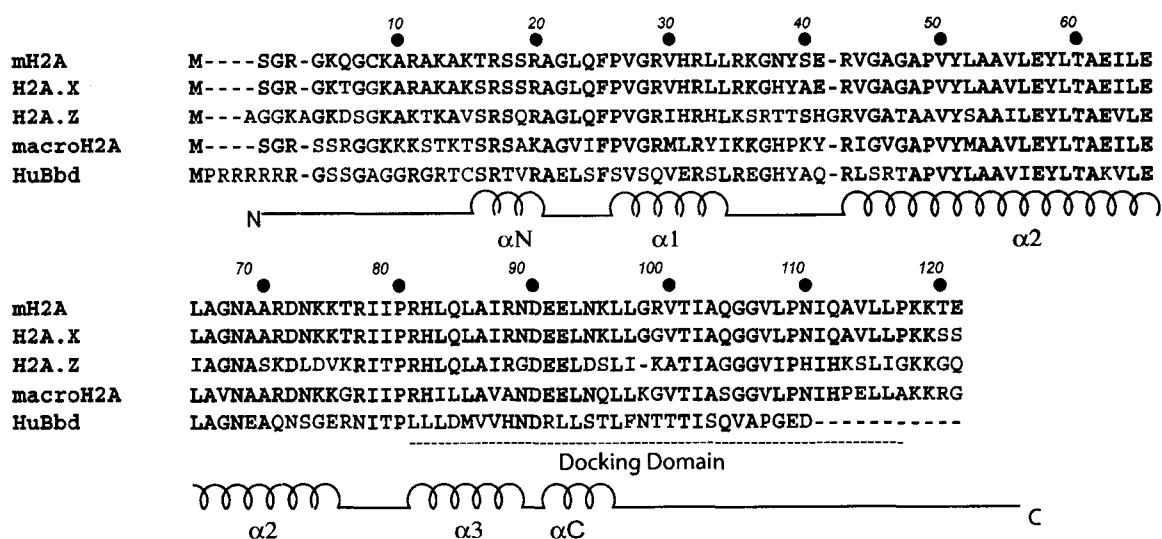 10 20 30 40 50 60
mH2A M----SGR-GKQGCKARAKAKTRSSRAGLQFPVGRVHRLLRKGNYSE-RVGAGAPVYLAAVLEYLTAEILE
H2A.X M----SGR-GKTGGKARAKAKSRSSRAGLQFPVGRVHRLLRKGHYAE-RVGAGAPVYLAAVLEYLTAEILE
H2A.Z M---AGGKAGKDSGKAKTKAVSRSQRAGLQFPVGRIHRHLKSRTTSHGRVGATAAVYSAAILEYLTAEVLE
macroH2A M----SGR-SSRGGKKKSTKTSRSAKAGVIFPVGRMLRYIKKGHPKY-RIGVGAPVYMAAVLEYLTAEILE
HuBbd MPRRRRRR-GSSGAGGRGRTCSRTVRAELSFSVSQVERSLREGHYAQ-RLSRTAPVYLAAVIEYLTAKVLE
N
αN α1 α2
70 80 90 100 110 120
mH2A LAGNAARDNKKTRIIPRHLQLAIRNDEELNKLLGRVTIAQGGVLPNIQAVLLPKKTE
H2A.X LAGNAARDNKKTRIIPRHLQLAIRNDEELNKLLGGVTIAQGGVLPNIQAVLLPKKSS
H2A.Z IAGNASKDLDVKRITPRHLQLAIRGDEELDSLI-KATIAGGGVIPHIHKSLIGKKGQ
macroH2A LAVNAARDNKKGRIIPRHILLAVANDEELNQLLKGVTIASGGVLPNIHPELLAKKRG
HuBbd LAGNEAQNSGERNITPLLLDMVVHNDRLLSTLFNTTTISQVAPGED-----------
Docking Domain
C
α2 α3 αC